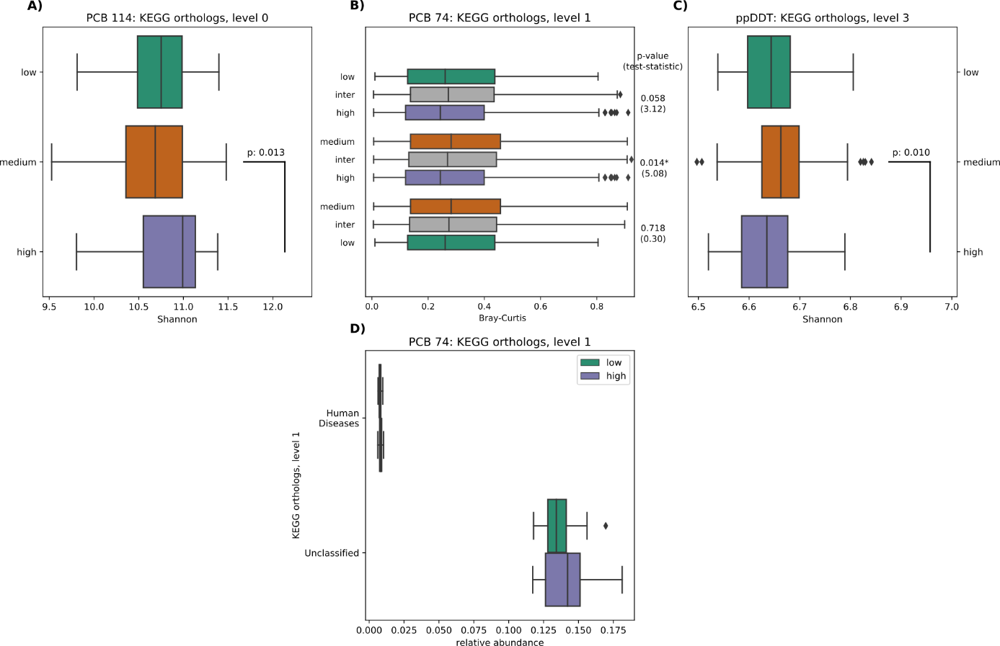 A)
PCB 114: KEGG orthologs, level 0
low
medium
high
p: 0.013
9.5 10.0 10.5 11.0 11.5 12.0
Shannon
B)
PCB 74: KEGG orthologs, level 1
p-value
(test-statistic)
low
inter
high
0.058
(3.12)
medium
inter
high
0.014*
(5.08)
medium
inter
low
0.718
(0.30)
0.0 0.2 0.4 0.6 0.8
Bray-Curtis
C)
ppDDT: KEGG orthologs, level 3
low
medium
high
p: 0.010
6.5 6.6 6.7 6.8 6.9 7.0
Shannon
D)
PCB 74: KEGG orthologs, level 1
low
high
KEGG orthologs, level 1
Human
Diseases
Unclassified
0.000 0.025 0.050 0.075 0.100 0.125 0.150 0.175
relative abundance